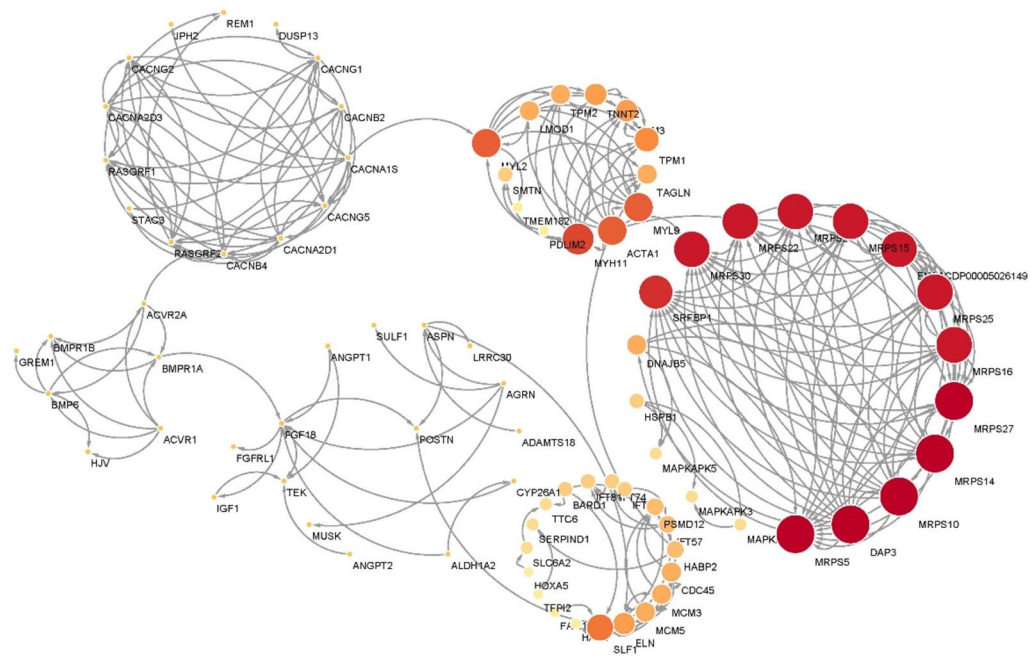 REM1
JPH2
DUSP13
CACNG2
CACNG1
CACNA2D3
CACNB2
RASGRF1
CACNA1S
STAC3
CACNG5
RASGRF2
CACNA2D1
CACNB4
TPM2
TNNT2
LMOD1
TPM1
MYL2
SMTN
TAGLN
TMEM182
MYL9
PDLIM2
ACTA1
MYH11
MRPS22
MRPS15
MRPS30
SRFBP1
MRPS25
DNAJB5
MRPS16
HSPB1
MRPS27
MAPKAPK5
MRPS14
MAPKAPK3
MRPS10
DAP3
MRPS5
ACVR2A
BMPR1B
GREM1
BMPR1A
BMP6
ACVR1
HJV
ANGPT1
SULF1
ASPN
LRRC30
AGRN
FGF18
POSTN
ADAMTS18
FGFRL1
TEK
IGF1
MUSK
ANGPT2
ALDH1A2
CYP26A1
BARD1
TTC6
PSMD12
SERPIND1
IFT57
SLC6A2
HABP2
HOXA5
CDC45
TFPI2
MCM3
MCM5
ELN
SLF1